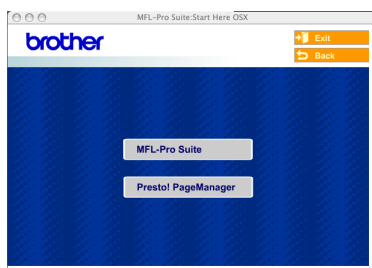 MFL-Pro Suite:Start Here OSX
brother
Exit
Back
MFL-Pro Suite
Presto! PageManager